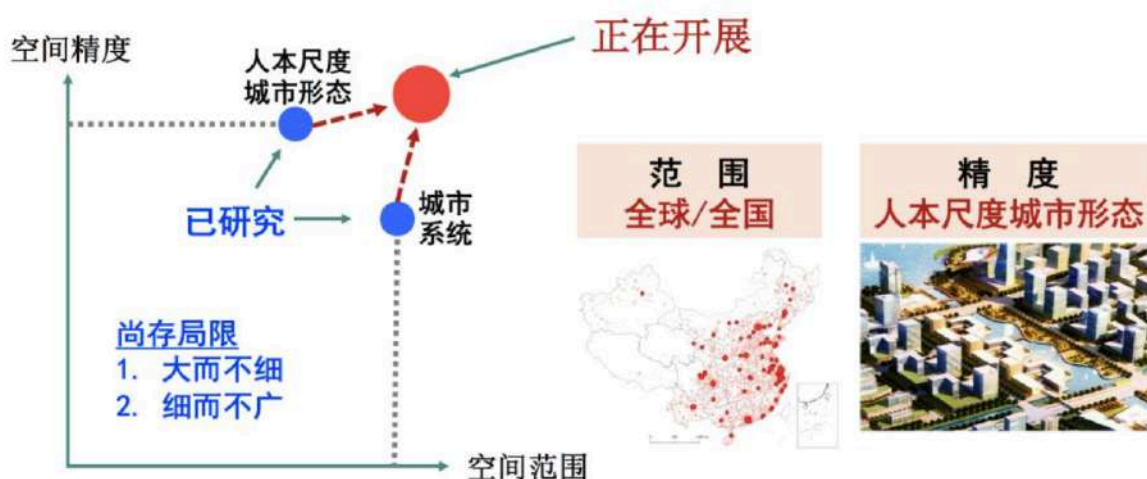 空间精度
人本尺度
城市形态
正在开展
已研究
城市
系统
尚存局限
1. 大而不细
2. 细而不广
空间范围
范 围
全球/全国
精 度
人本尺度城市形态